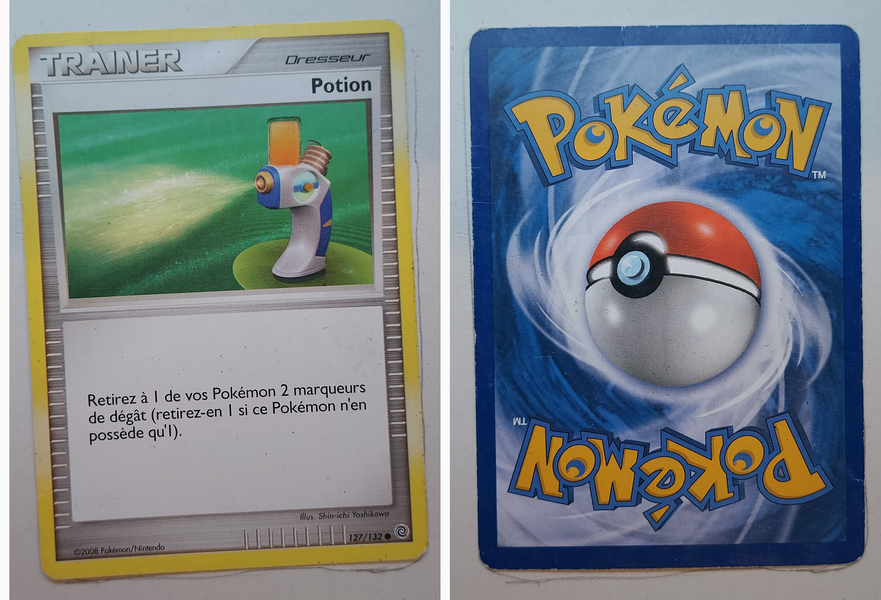 TRAINER
Dresseur
Potion
Retirez à 1 de vos Pokémon 2 marqueurs
de dégât (retirez-en 1 si ce Pokémon n'en
possède qu'1).
Illus. Shin-ichi Yoshikawa
127/132
©2008 Pokémon/Nintendo
POKéMON
TM
TM
POKéMON